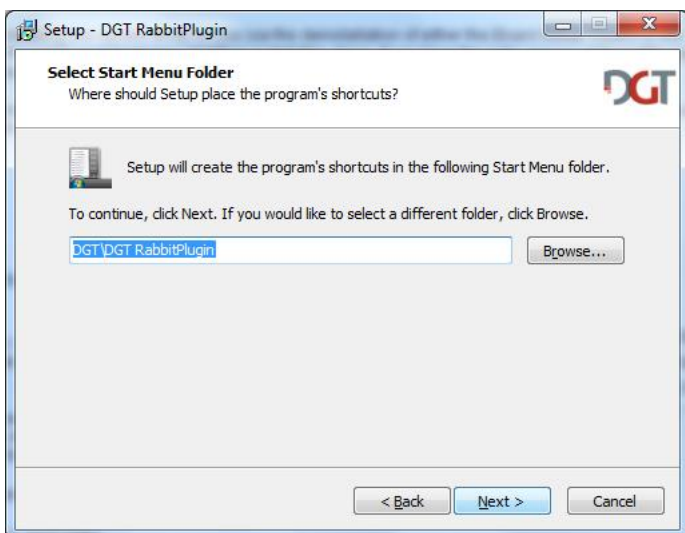 Setup - DGT RabbitPlugin
Select Start Menu Folder
Where should Setup place the program's shortcuts?
DGT
Setup will create the program's shortcuts in the following Start Menu folder.
To continue, click Next. If you would like to select a different folder, click Browse.
DGT\DGT RabbitPlugin
Browse...
< Back
Next >
Cancel